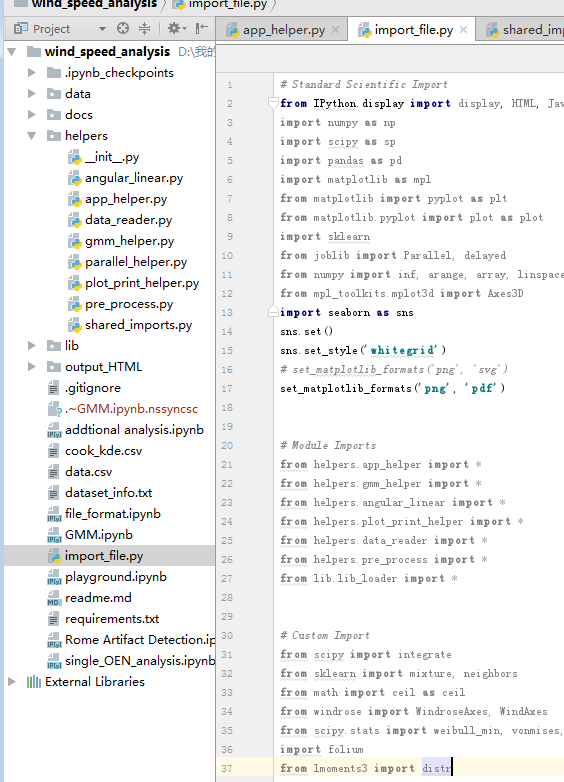 wind_speed_analysis
import_file.py
Project
app_helper.py
import_file.py
wind_speed_analysis D:\我的
.ipynb_checkpoints
data
docs
helpers
__init__.py
angular_linear.py
app_helper.py
data_reader.py
gmm_helper.py
parallel_helper.py
plot_print_helper.py
pre_process.py
shared_imports.py
lib
output_HTML
.gitignore
.~GMM.ipynb.nssyncsc
addtional analysis.ipynb
cook_kde.csv
data.csv
dataset_info.txt
file_format.ipynb
GMM.ipynb
import_file.py
playground.ipynb
readme.md
requirements.txt
Rome Artifact Detection.ip
single_OEN_analysis.ipynb
External Libraries
1 # Standard Scientific Import
2 from IPython.display import display, HTML, Jav
3 import numpy as np
4 import scipy as sp
5 import pandas as pd
6 import matplotlib as mpl
7 from matplotlib import pyplot as plt
8 from matplotlib.pyplot import plot as plot
9 import sklearn
10 from joblib import Parallel, delayed
11 from numpy import inf, arange, array, linspace
12 from mpl_toolkits.mplot3d import Axes3D
13 import seaborn as sns
14 sns.set()
15 sns.set_style('whitegrid')
16 # set_matplotlib_formats('png', 'svg')
17 set_matplotlib_formats('png', 'pdf')
18
19
20 # Module Imports
21 from helpers.app_helper import *
22 from helpers.gmm_helper import *
23 from helpers.angular_linear import *
24 from helpers.plot_print_helper import *
25 from helpers.data_reader import *
26 from helpers.pre_process import *
27 from lib.lib_loader import *
28
29
30 # Custom Import
31 from scipy import integrate
32 from sklearn import mixture, neighbors
33 from math import ceil as ceil
34 from windrose import WindroseAxes, WindAxes
35 from scipy.stats import weibull_min, vonmises,
36 import folium
37 from lmoments3 import distr